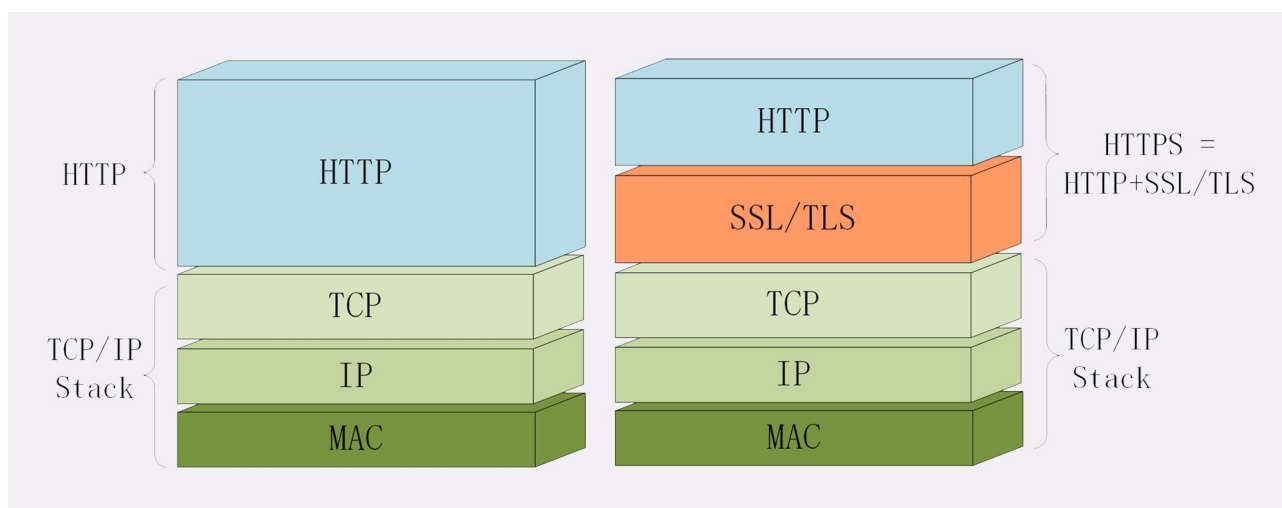 HTTP
HTTP
TCP
IP
MAC
TCP/IP
Stack
HTTP
SSL/TLS
TCP
IP
MAC
HTTPS =
HTTP+SSL/TLS
TCP/IP
Stack